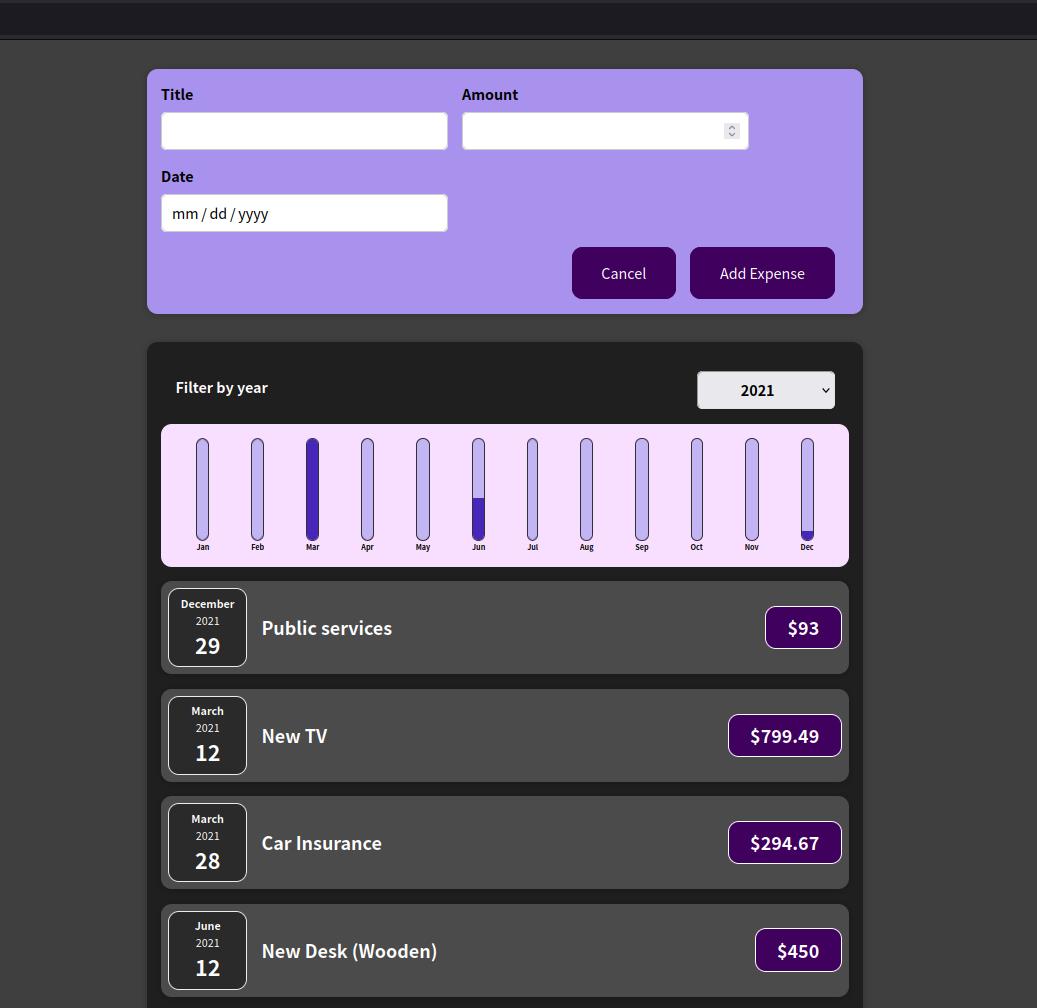 Title Amount
Date
mm / dd / yyyy
Cancel Add Expense
Filter by year 2021
Jan Feb Mar Apr May Jun Jul Aug Sep Oct Nov Dec
December
2021
29
Public services
$93
March
2021
12
New TV
$799.49
March
2021
28
Car Insurance
$294.67
June
2021
12
New Desk (Wooden)
$450